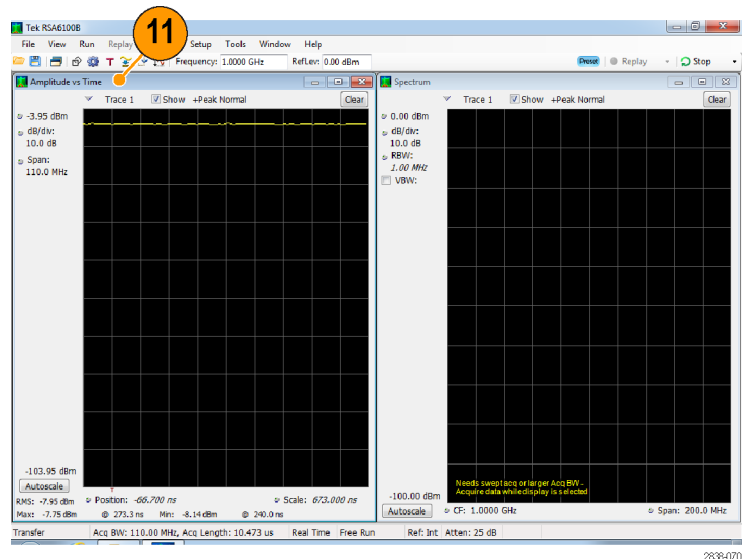 Tek RSA6100B
11
File View Run Replay Setup Tools Window Help
T Frequency: 1.0000 GHz RefLev: 0.00 dBm Preset Replay Stop
Amplitude vs Time
Trace 1 Show +Peak Normal Clear
-3.95 dBm
dB/div:
10.0 dB
Span:
110.0 MHz
-103.95 dBm
Autoscale
T
Position: -66.700 ns Scale: 673.000 ns
RMS: -7.95 dBm
Max: -7.75 dBm @ 273.3 ns Min: -8.14 dBm @ 240.0 ns
Spectrum
Trace 1 Show +Peak Normal Clear
0.00 dBm
dB/div:
10.0 dB
RBW:
1.00 MHz
VBW:
Needs swept acq or larger Acq BW -
Acquire data while display is selected
-100.00 dBm
Autoscale CF: 1.0000 GHz Span: 200.0 MHz
Transfer Acq BW: 110.00 MHz, Acq Length: 10.473 us Real Time Free Run Ref: Int Atten: 25 dB
2838-070